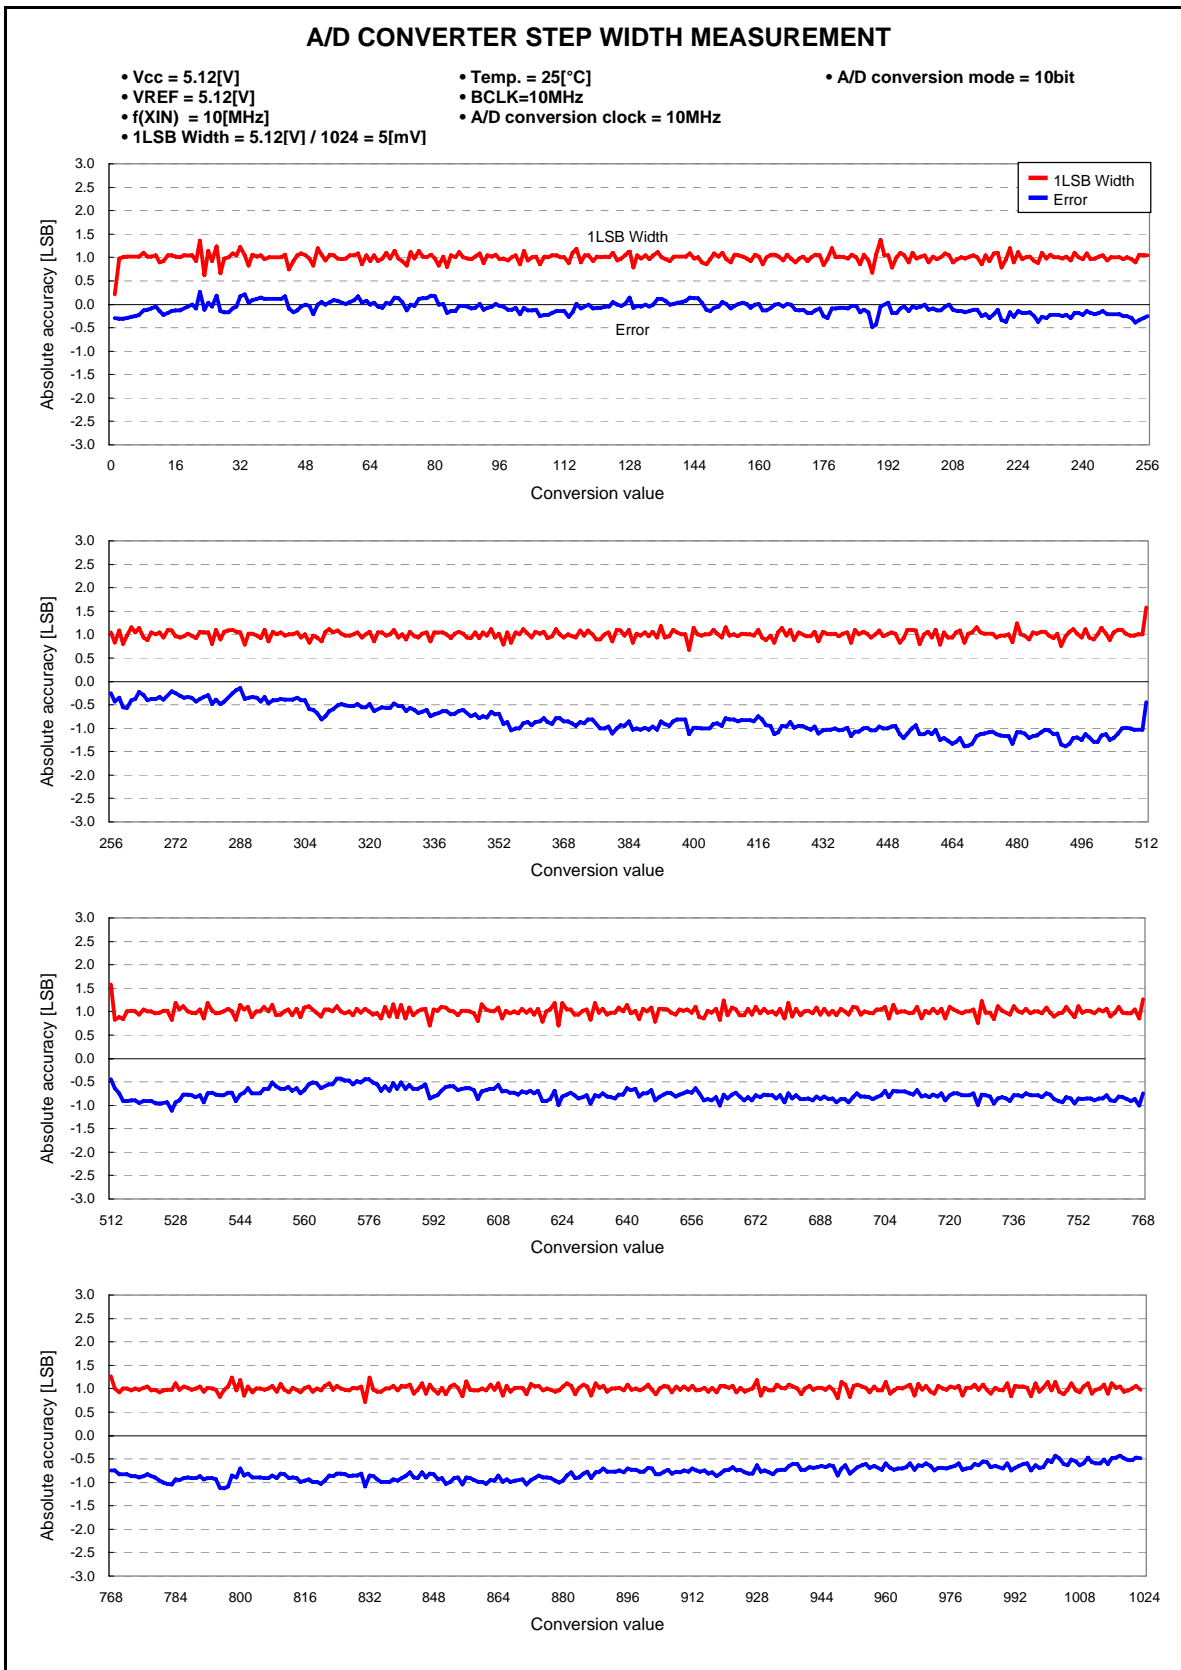 A/D CONVERTER STEP WIDTH MEASUREMENT
• Vcc = 5.12[V]
• Temp. = 25[°C]
• A/D conversion mode = 10bit
• VREF = 5.12[V]
• BCLK=10MHz
• f(XIN) = 10[MHz]
• A/D conversion clock = 10MHz
• 1LSB Width = 5.12[V] / 1024 = 5[mV]
Absolute accuracy [LSB]
3.0
2.5
2.0
1.5
1.0
0.5
0.0
-0.5
-1.0
-1.5
-2.0
-2.5
-3.0
1LSB Width
Error
1LSB Width
Error
0 16 32 48 64 80 96 112 128 144 160 176 192 208 224 240 256
Conversion value
Absolute accuracy [LSB]
3.0
2.5
2.0
1.5
1.0
0.5
0.0
-0.5
-1.0
-1.5
-2.0
-2.5
-3.0
256 272 288 304 320 336 352 368 384 400 416 432 448 464 480 496 512
Conversion value
Absolute accuracy [LSB]
3.0
2.5
2.0
1.5
1.0
0.5
0.0
-0.5
-1.0
-1.5
-2.0
-2.5
-3.0
512 528 544 560 576 592 608 624 640 656 672 688 704 720 736 752 768
Conversion value
Absolute accuracy [LSB]
3.0
2.5
2.0
1.5
1.0
0.5
0.0
-0.5
-1.0
-1.5
-2.0
-2.5
-3.0
768 784 800 816 832 848 864 880 896 912 928 944 960 976 992 1008 1024
Conversion value